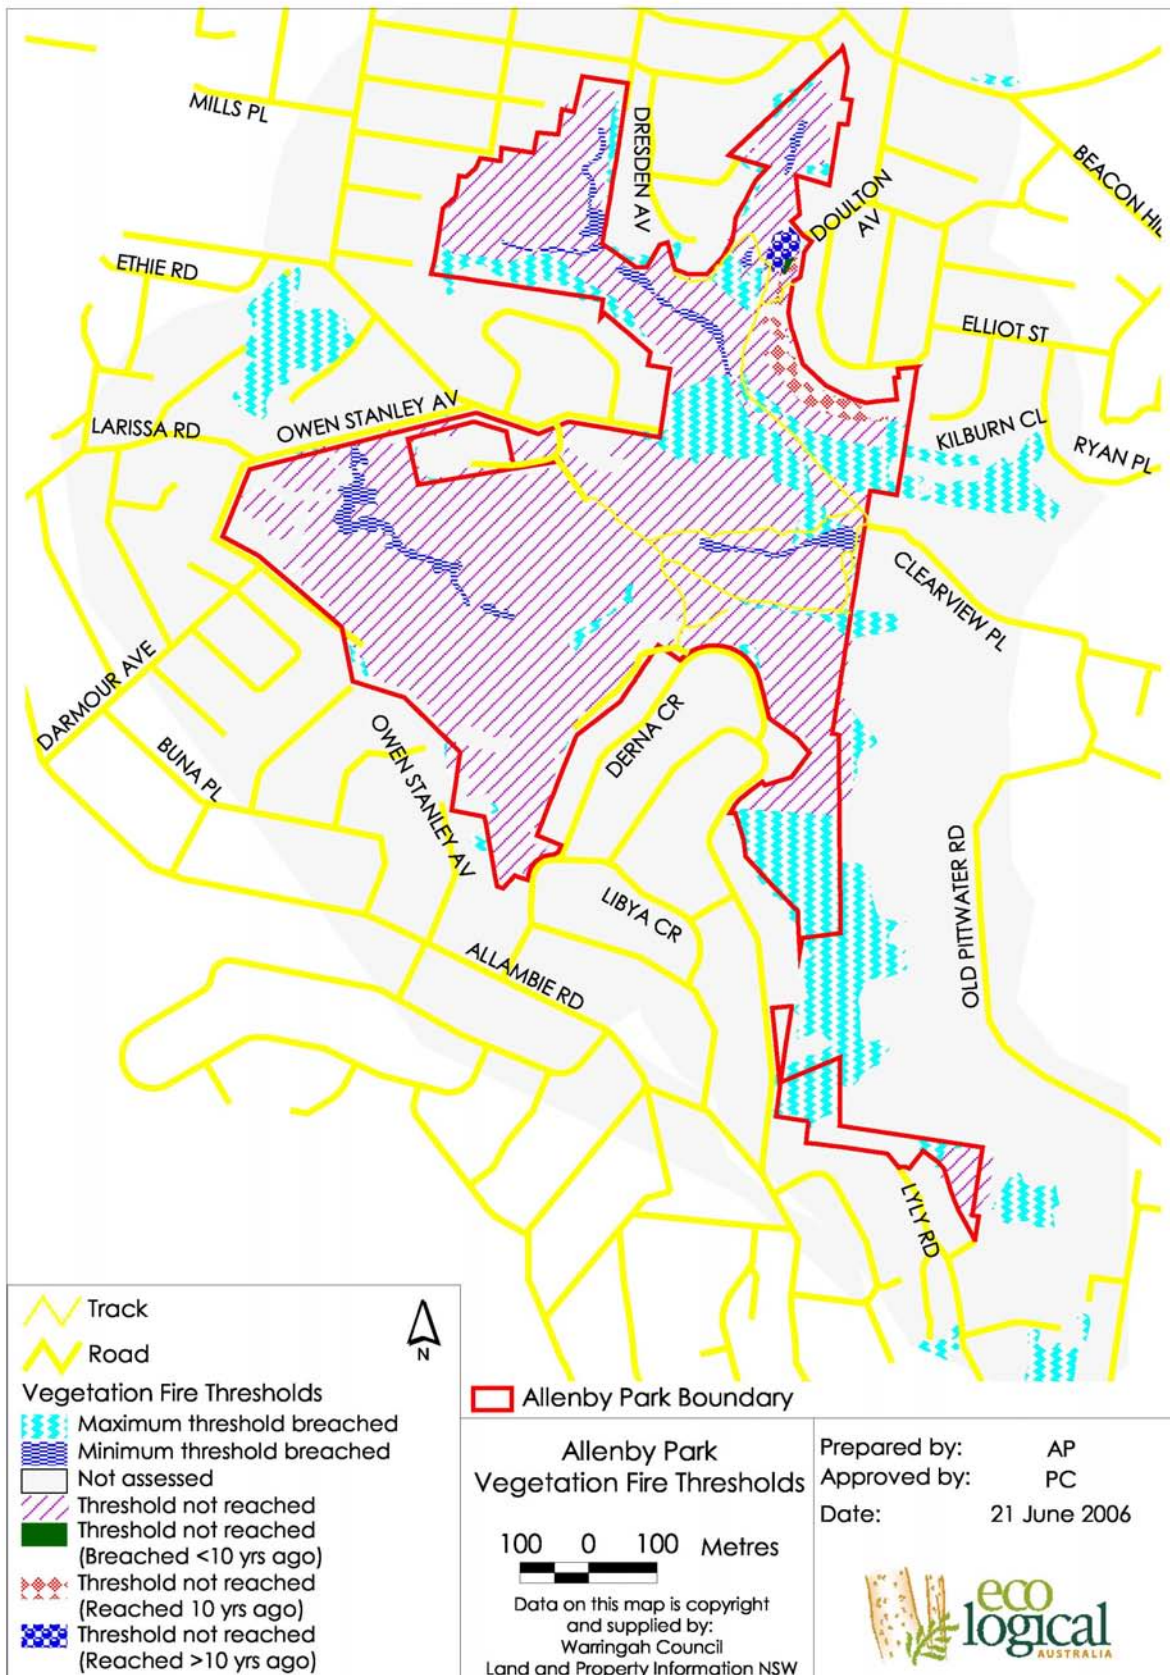 MILLS PL
DRESDEN AV
BEACON HIL
DOULTON
AV
ETHIE RD
ELLIOT ST
OWEN STANLEY AV
LARISSA RD
KILBURN CL
RYAN PL
CLEARVIEW PL
DARMOUR AVE
BUNA PL
OWEN STANLEY AV
DERNA CR
OLD PITTWATER RD
LIBYA CR
ALLAMBIE RD
LYLY RD
Track
Road
N
Vegetation Fire Thresholds
Maximum threshold breached
Minimum threshold breached
Not assessed
Threshold not reached
Threshold not reached
(Breached <10 yrs ago)
Threshold not reached
(Reached 10 yrs ago)
Threshold not reached
(Reached >10 yrs ago)
Allenby Park Boundary
Allenby Park
Vegetation Fire Thresholds
100 0 100 Metres
Data on this map is copyright
and supplied by:
Warringah Council
Land and Property Information NSW
Prepared by: AP
Approved by: PC
Date: 21 June 2006
eco
logical
AUSTRALIA